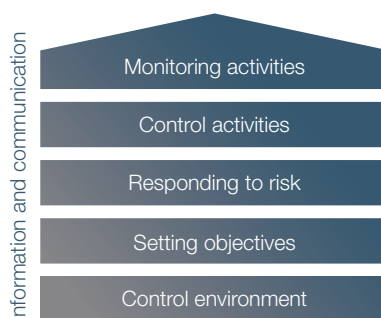 nformation and communication
Monitoring activities
Control activities
Responding to risk
Setting objectives
Control environment